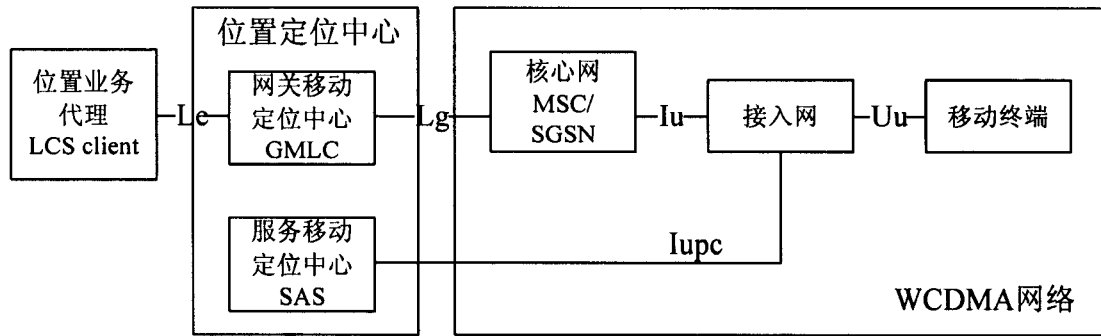 位置定位中心
位置业务
代理
LCS client
Le
网关移动
定位中心
GMLC
Lg
核心网
MSC/
SGSN
Iu
接入网
Uu
移动终端
服务移动
定位中心
SAS
Iupc
WCDMA网络